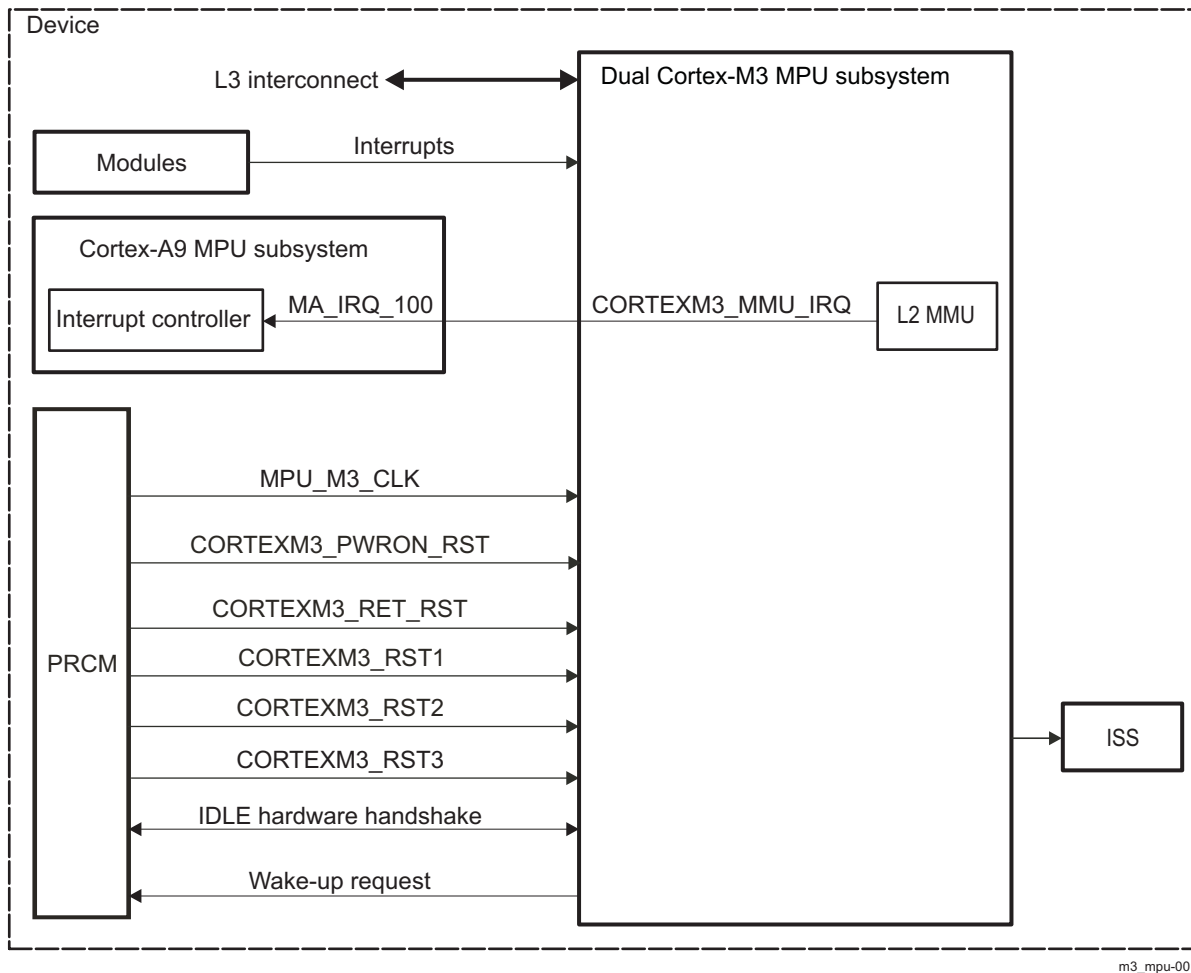 Device
L3 interconnect
Dual Cortex-M3 MPU subsystem
Modules
Interrupts
Cortex-A9 MPU subsystem
Interrupt controller
MA_IRQ_100
CORTEXM3_MMU_IRQ
L2 MMU
PRCM
MPU_M3_CLK
CORTEXM3_PWRON_RST
CORTEXM3_RET_RST
CORTEXM3_RST1
CORTEXM3_RST2
CORTEXM3_RST3
IDLE hardware handshake
Wake-up request
ISS
m3_mpu-00